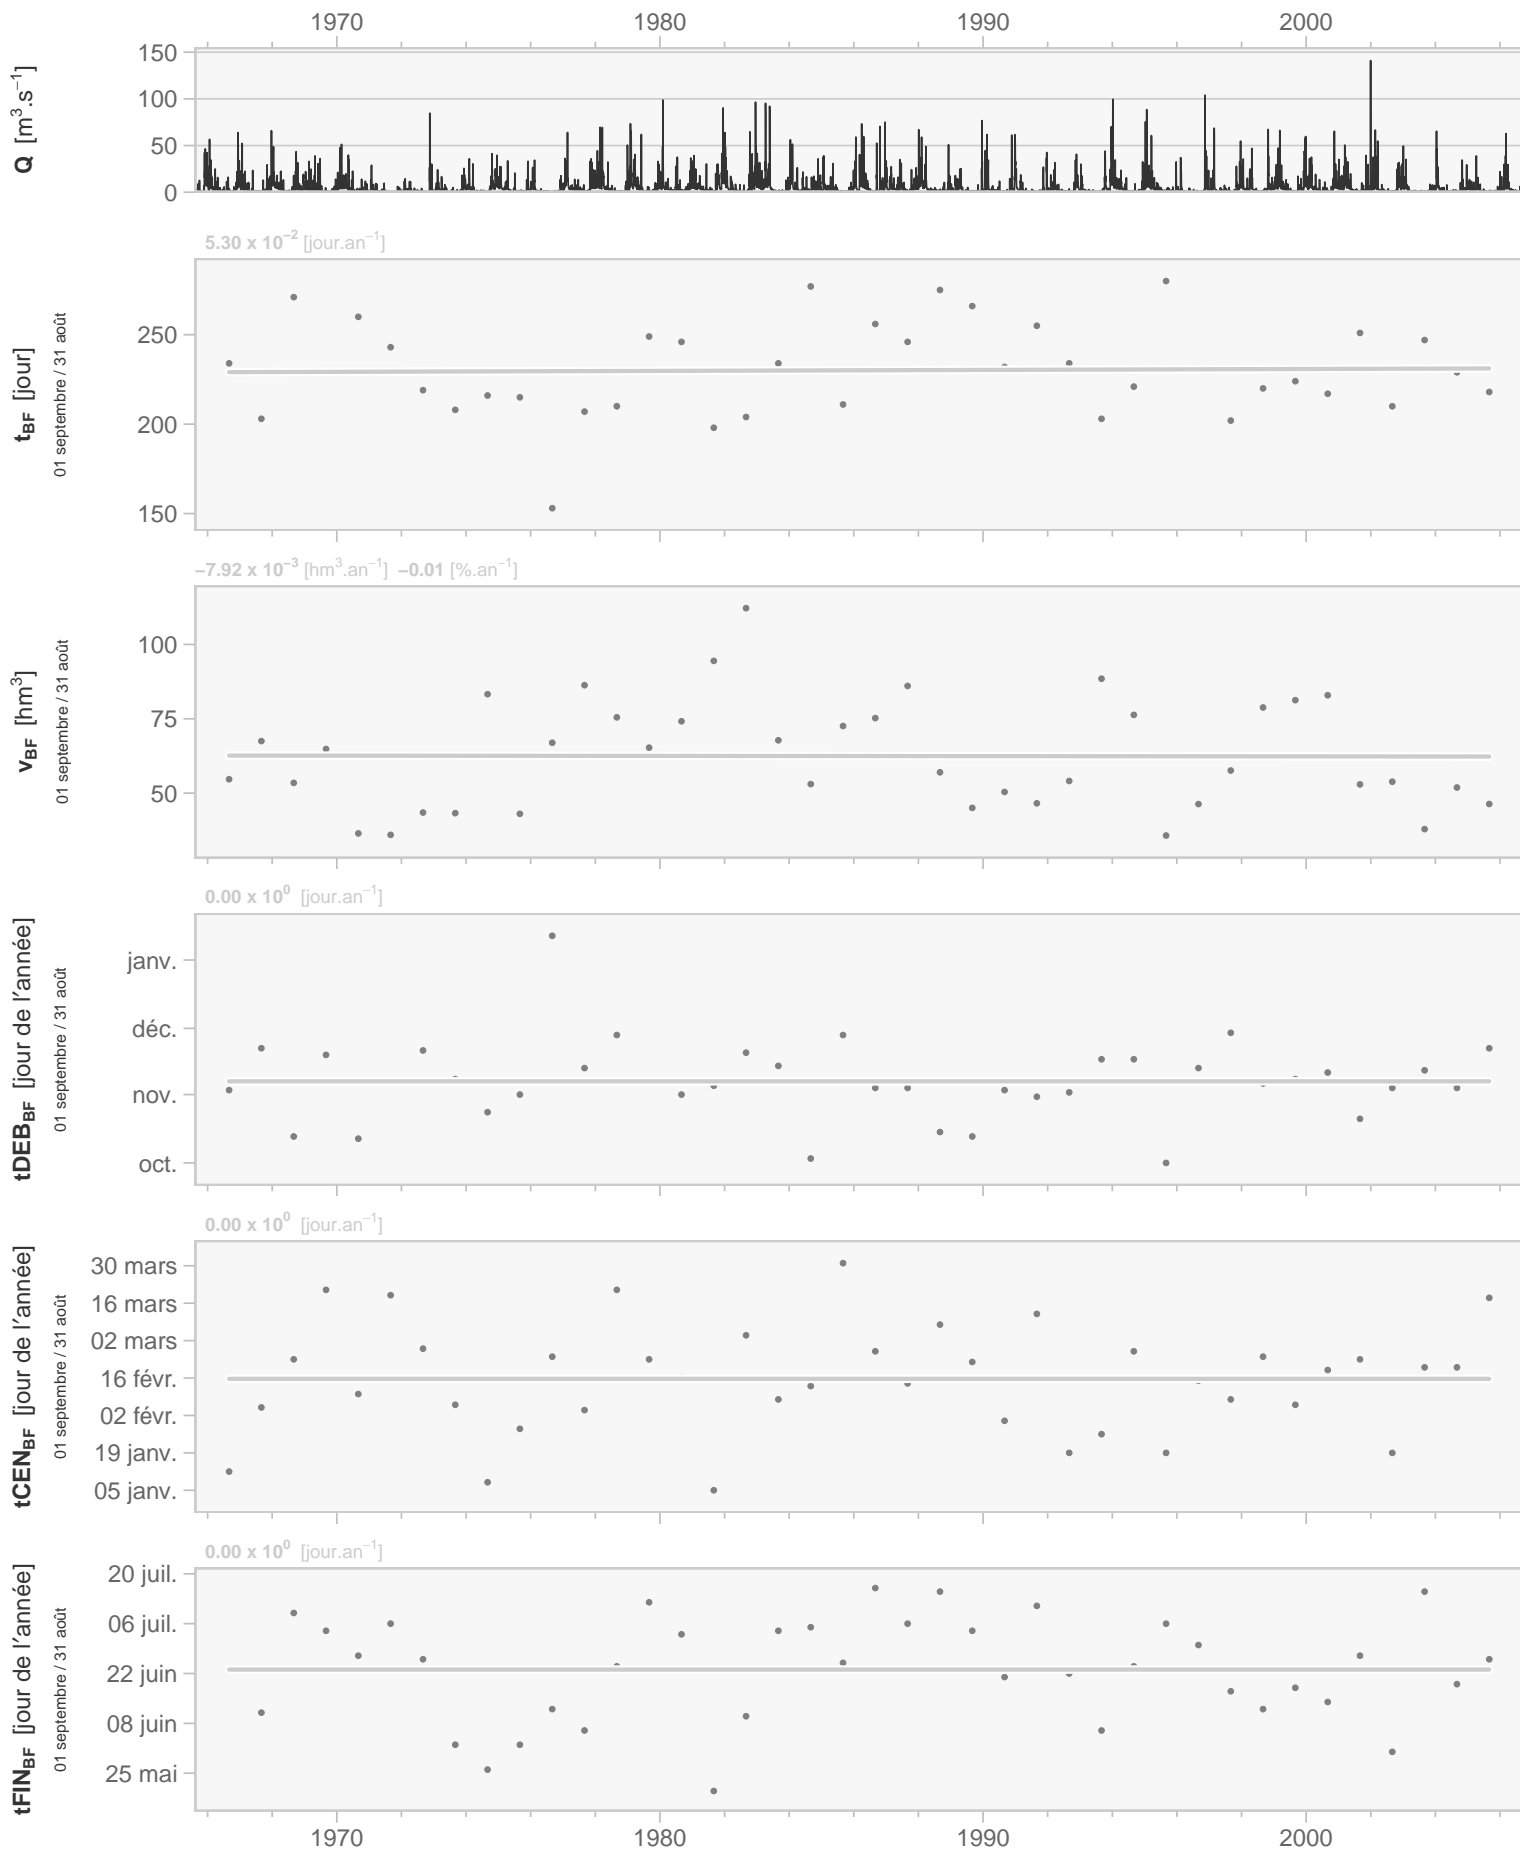 1970 1980 1990 2000
Q [m³.s⁻¹]
150
100
50
0
5.30 x 10⁻² [jour.an⁻¹]
tBF [jour]
01 septembre / 31 août
250
200
150
−7.92 x 10⁻³ [hm³.an⁻¹] −0.01 [%.an⁻¹]
vBF [hm³]
01 septembre / 31 août
100
75
50
0.00 x 10⁰ [jour.an⁻¹]
tDEBBF [jour de l'année]
01 septembre / 31 août
janv.
déc.
nov.
oct.
0.00 x 10⁰ [jour.an⁻¹]
tCENBF [jour de l'année]
01 septembre / 31 août
30 mars
16 mars
02 mars
16 févr.
02 févr.
19 janv.
05 janv.
0.00 x 10⁰ [jour.an⁻¹]
tFINBF [jour de l'année]
01 septembre / 31 août
20 juil.
06 juil.
22 juin
08 juin
25 mai
1970 1980 1990 2000